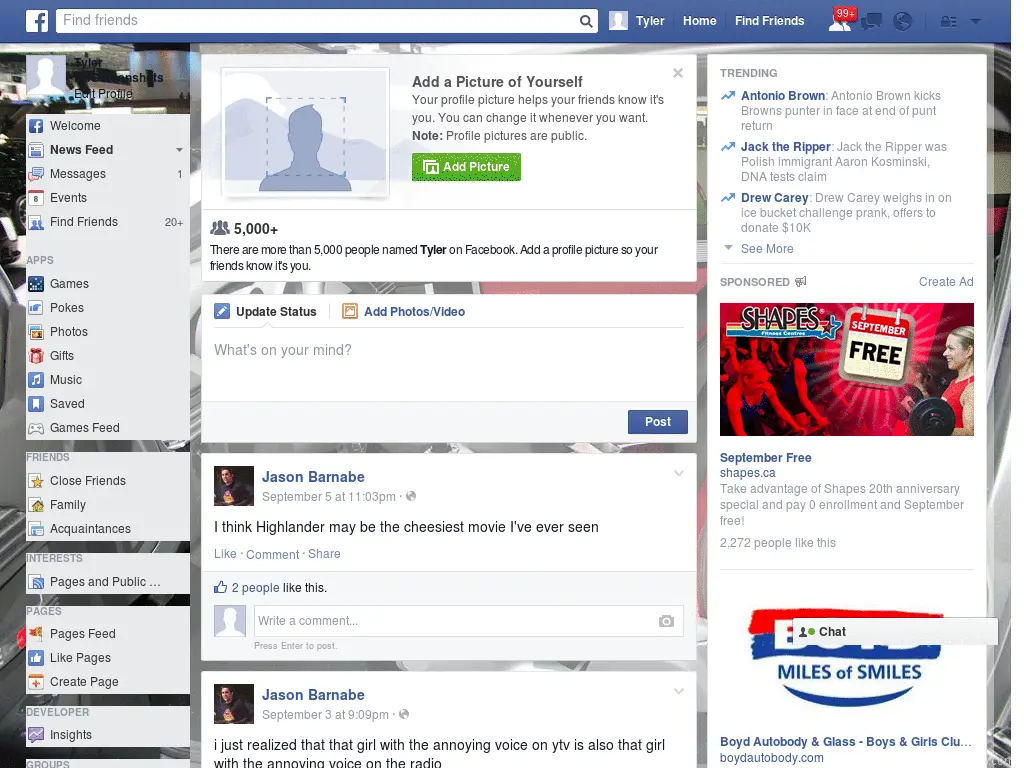 Find friends
Tyler
Home
Find Friends
99+
Tyler
Edit Profile
Welcome
News Feed
Messages 1
8 Events
Find Friends 20+
APPS
Games
Pokes
Photos
Gifts
Music
Saved
Games Feed
FRIENDS
Close Friends
Family
Acquaintances
INTERESTS
Pages and Public ...
PAGES
Pages Feed
Like Pages
Create Page
DEVELOPER
Insights
GROUPS
Add a Picture of Yourself
Your profile picture helps your friends know it's
you. You can change it whenever you want.
Note: Profile pictures are public.
Add Picture
5,000+
There are more than 5,000 people named Tyler on Facebook. Add a profile picture so your
friends know it's you.
Update Status
Add Photos/Video
What's on your mind?
Post
Jason Barnabe
September 5 at 11:03pm ·
I think Highlander may be the cheesiest movie I've ever seen
Like · Comment · Share
2 people like this.
Write a comment...
Press Enter to post.
Jason Barnabe
September 3 at 9:09pm ·
i just realized that that girl with the annoying voice on ytv is also that girl
with the annoying voice on the radio
TRENDING
Antonio Brown: Antonio Brown kicks
Browns punter in face at end of punt
return
Jack the Ripper: Jack the Ripper was
Polish immigrant Aaron Kosminski,
DNA tests claim
Drew Carey: Drew Carey weighs in on
ice bucket challenge prank, offers to
donate $10K
See More
SPONSORED
Create Ad
SHAPES
Fitness Centres
SEPTEMBER
FREE
September Free
shapes.ca
Take advantage of Shapes 20th anniversary
special and pay 0 enrollment and September
free!
2,272 people like this
Chat
MILES of SMILES
Boyd Autobody & Glass - Boys & Girls Clu...
boydautobody.com